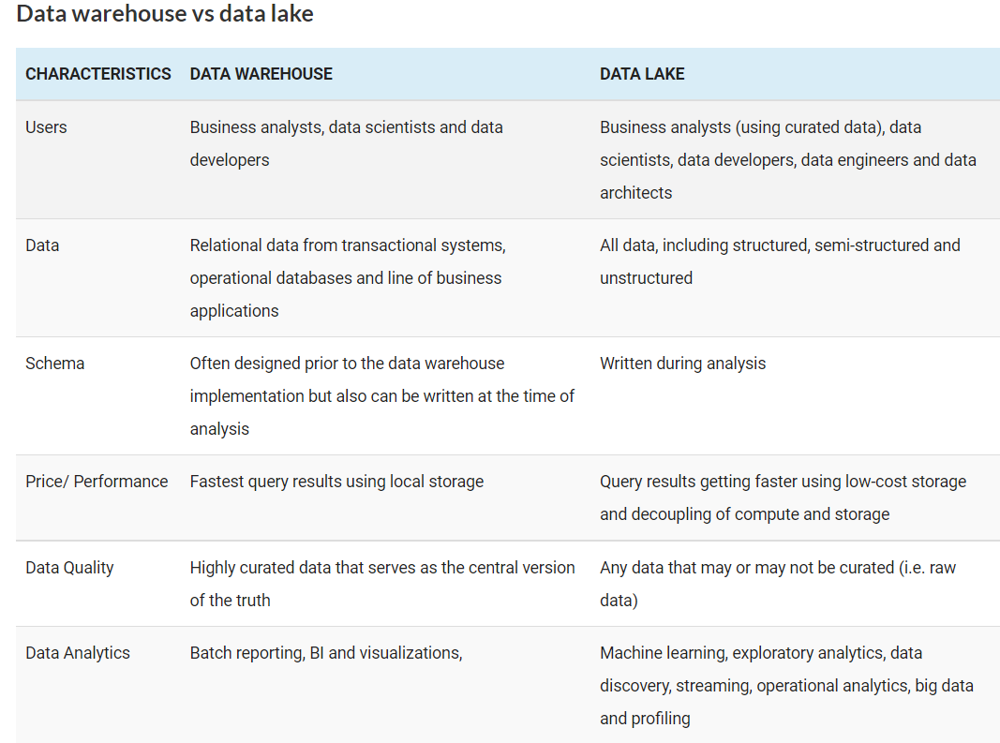 Data warehouse vs data lake
CHARACTERISTICS DATA WAREHOUSE DATA LAKE
Users
Business analysts, data scientists and data
developers
Business analysts (using curated data), data
scientists, data developers, data engineers and data
architects
Data
Relational data from transactional systems,
operational databases and line of business
applications
All data, including structured, semi-structured and
unstructured
Schema
Often designed prior to the data warehouse
implementation but also can be written at the time of
analysis
Written during analysis
Price/ Performance
Fastest query results using local storage
Query results getting faster using low-cost storage
and decoupling of compute and storage
Data Quality
Highly curated data that serves as the central version
of the truth
Any data that may or may not be curated (i.e. raw
data)
Data Analytics
Batch reporting, BI and visualizations,
Machine learning, exploratory analytics, data
discovery, streaming, operational analytics, big data
and profiling